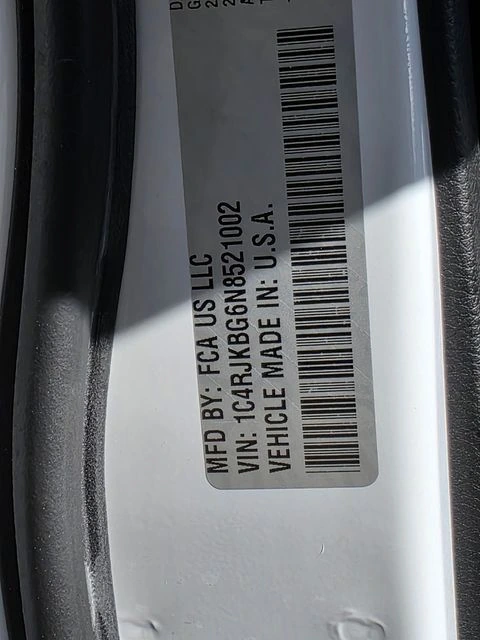 MFD BY: FCA US LLC
VIN: 1C4RJKBG6N8521002
VEHICLE MADE IN: U.S.A.